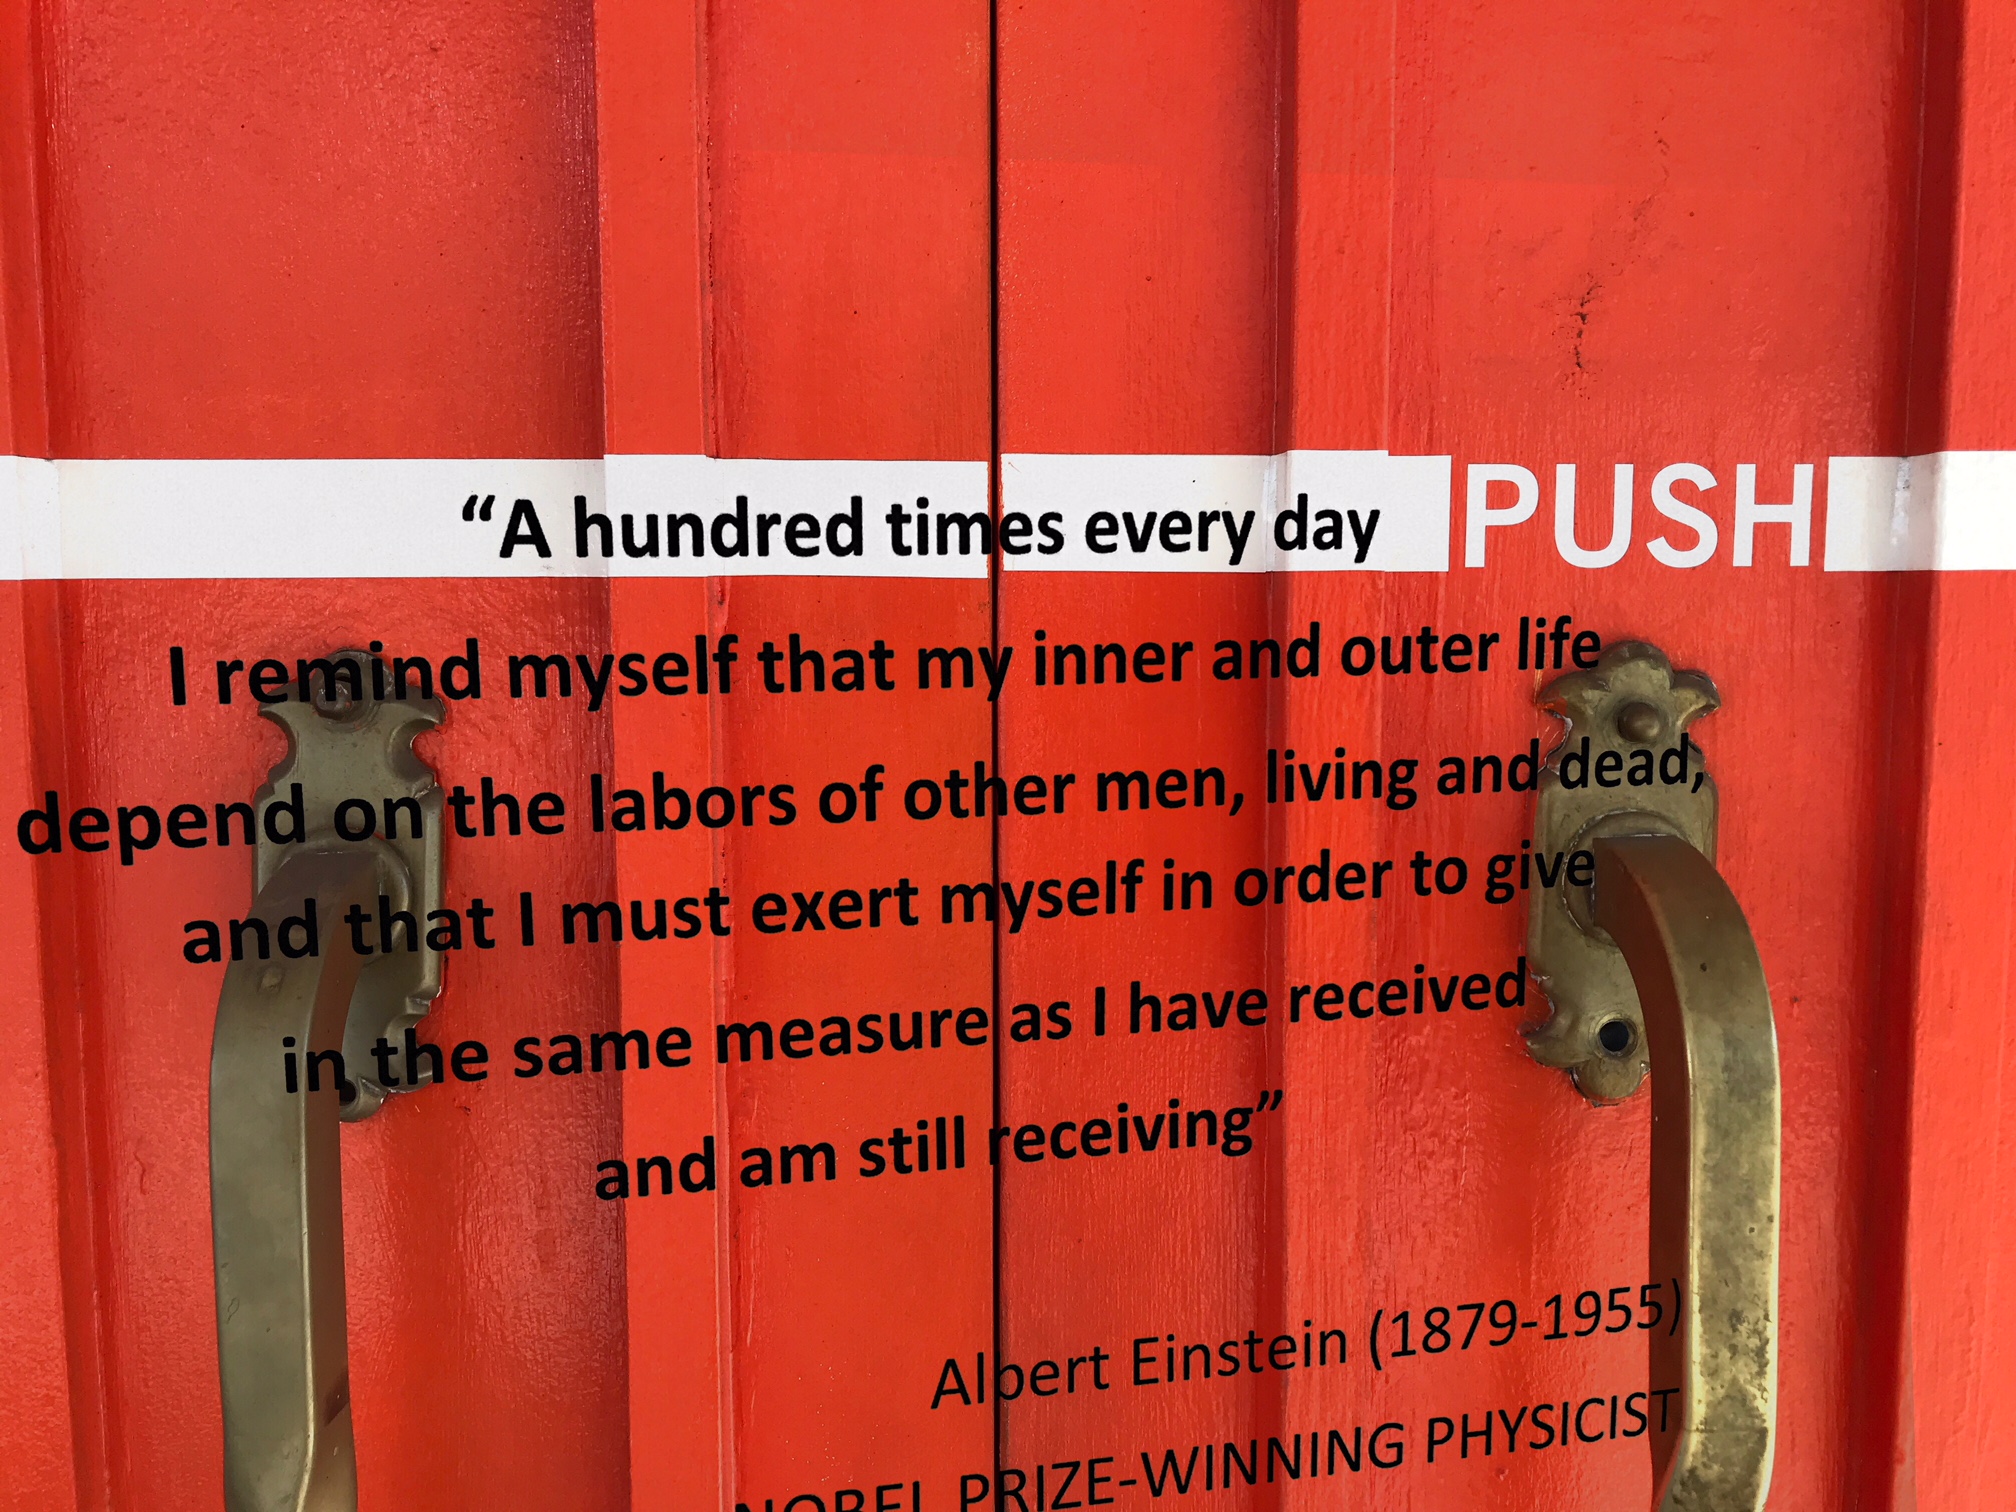 “A hundred times every day PUSH
I remind myself that my inner and outer life
depend on the labors of other men, living and dead,
and that I must exert myself in order to give
in the same measure as I have received
and am still receiving”
Albert Einstein (1879-1955)
NOBEL PRIZE-WINNING PHYSICIST